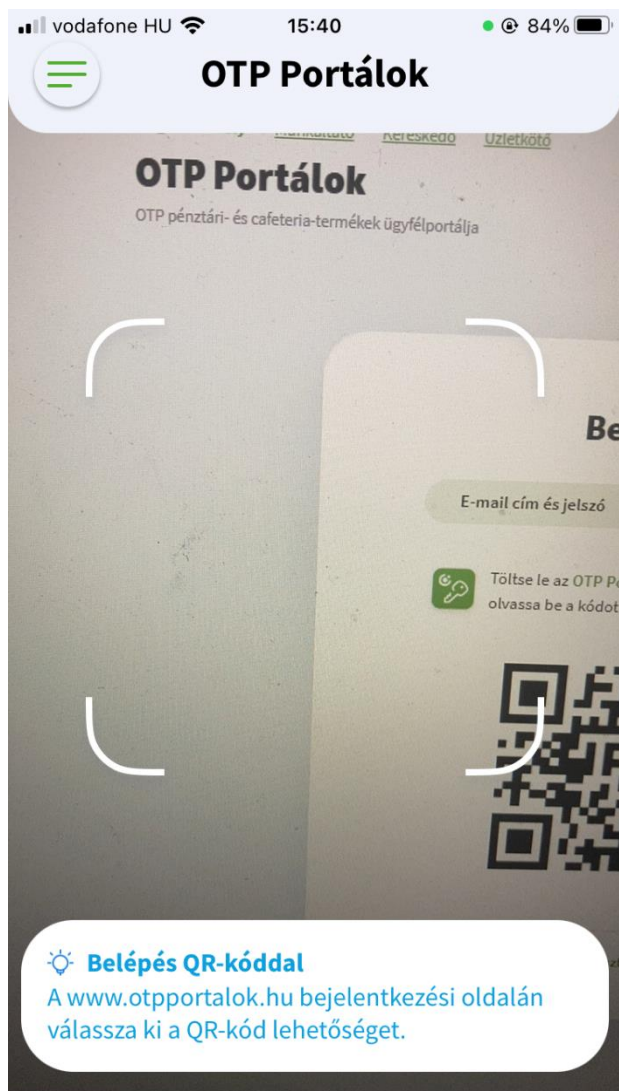 vodafone HU
15:40
84%
OTP Portálok
Munkáltató Kereskedő Üzletkötő
OTP Portálok
OTP pénztári- és cafeteria-termékek ügyfélportálja
Be
E-mail cím és jelszó
Töltse le az OTP P
olvassa be a kódot
Belépés QR-kóddal
A www.otpportalok.hu bejelentkezési oldalán
válassza ki a QR-kód lehetőséget.